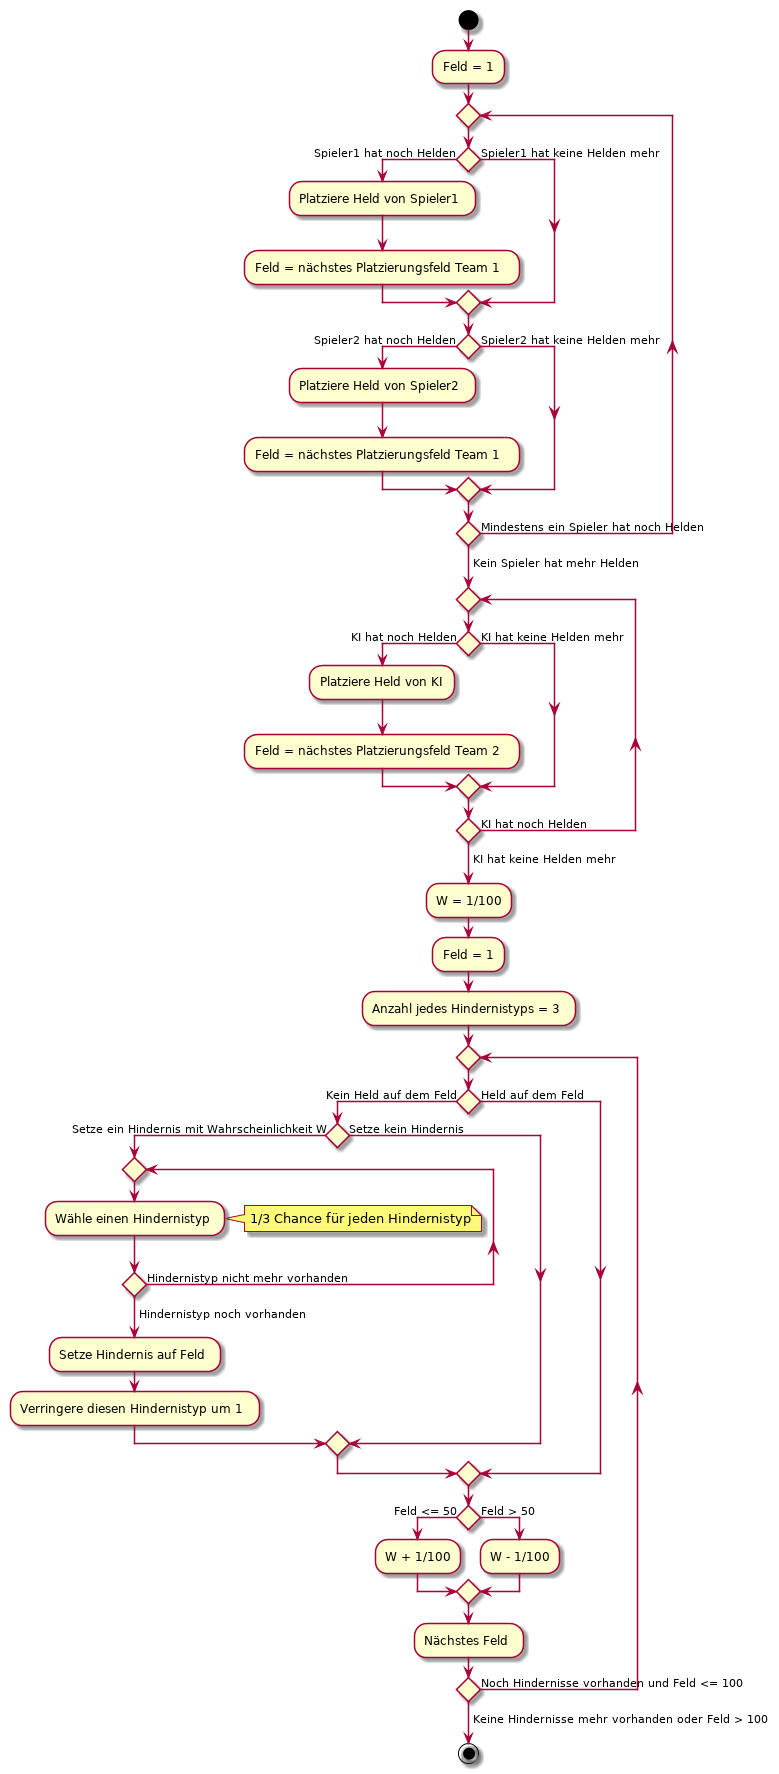 Feld = 1
Spieler1 hat noch Helden
Spieler1 hat keine Helden mehr
Platziere Held von Spieler1
Feld = nächstes Platzierungsfeld Team 1
Spieler2 hat noch Helden
Spieler2 hat keine Helden mehr
Platziere Held von Spieler2
Feld = nächstes Platzierungsfeld Team 1
Mindestens ein Spieler hat noch Helden
Kein Spieler hat mehr Helden
KI hat noch Helden
KI hat keine Helden mehr
Platziere Held von KI
Feld = nächstes Platzierungsfeld Team 2
KI hat noch Helden
KI hat keine Helden mehr
W = 1/100
Feld = 1
Anzahl jedes Hindernistyps = 3
Kein Held auf dem Feld
Held auf dem Feld
Setze ein Hindernis mit Wahrscheinlichkeit W
Setze kein Hindernis
Wähle einen Hindernistyp
1/3 Chance für jeden Hindernistyp
Hindernistyp nicht mehr vorhanden
Hindernistyp noch vorhanden
Setze Hindernis auf Feld
Verringere diesen Hindernistyp um 1
Feld <= 50
Feld > 50
W + 1/100
W - 1/100
Nächstes Feld
Noch Hindernisse vorhanden und Feld <= 100
Keine Hindernisse mehr vorhanden oder Feld > 100